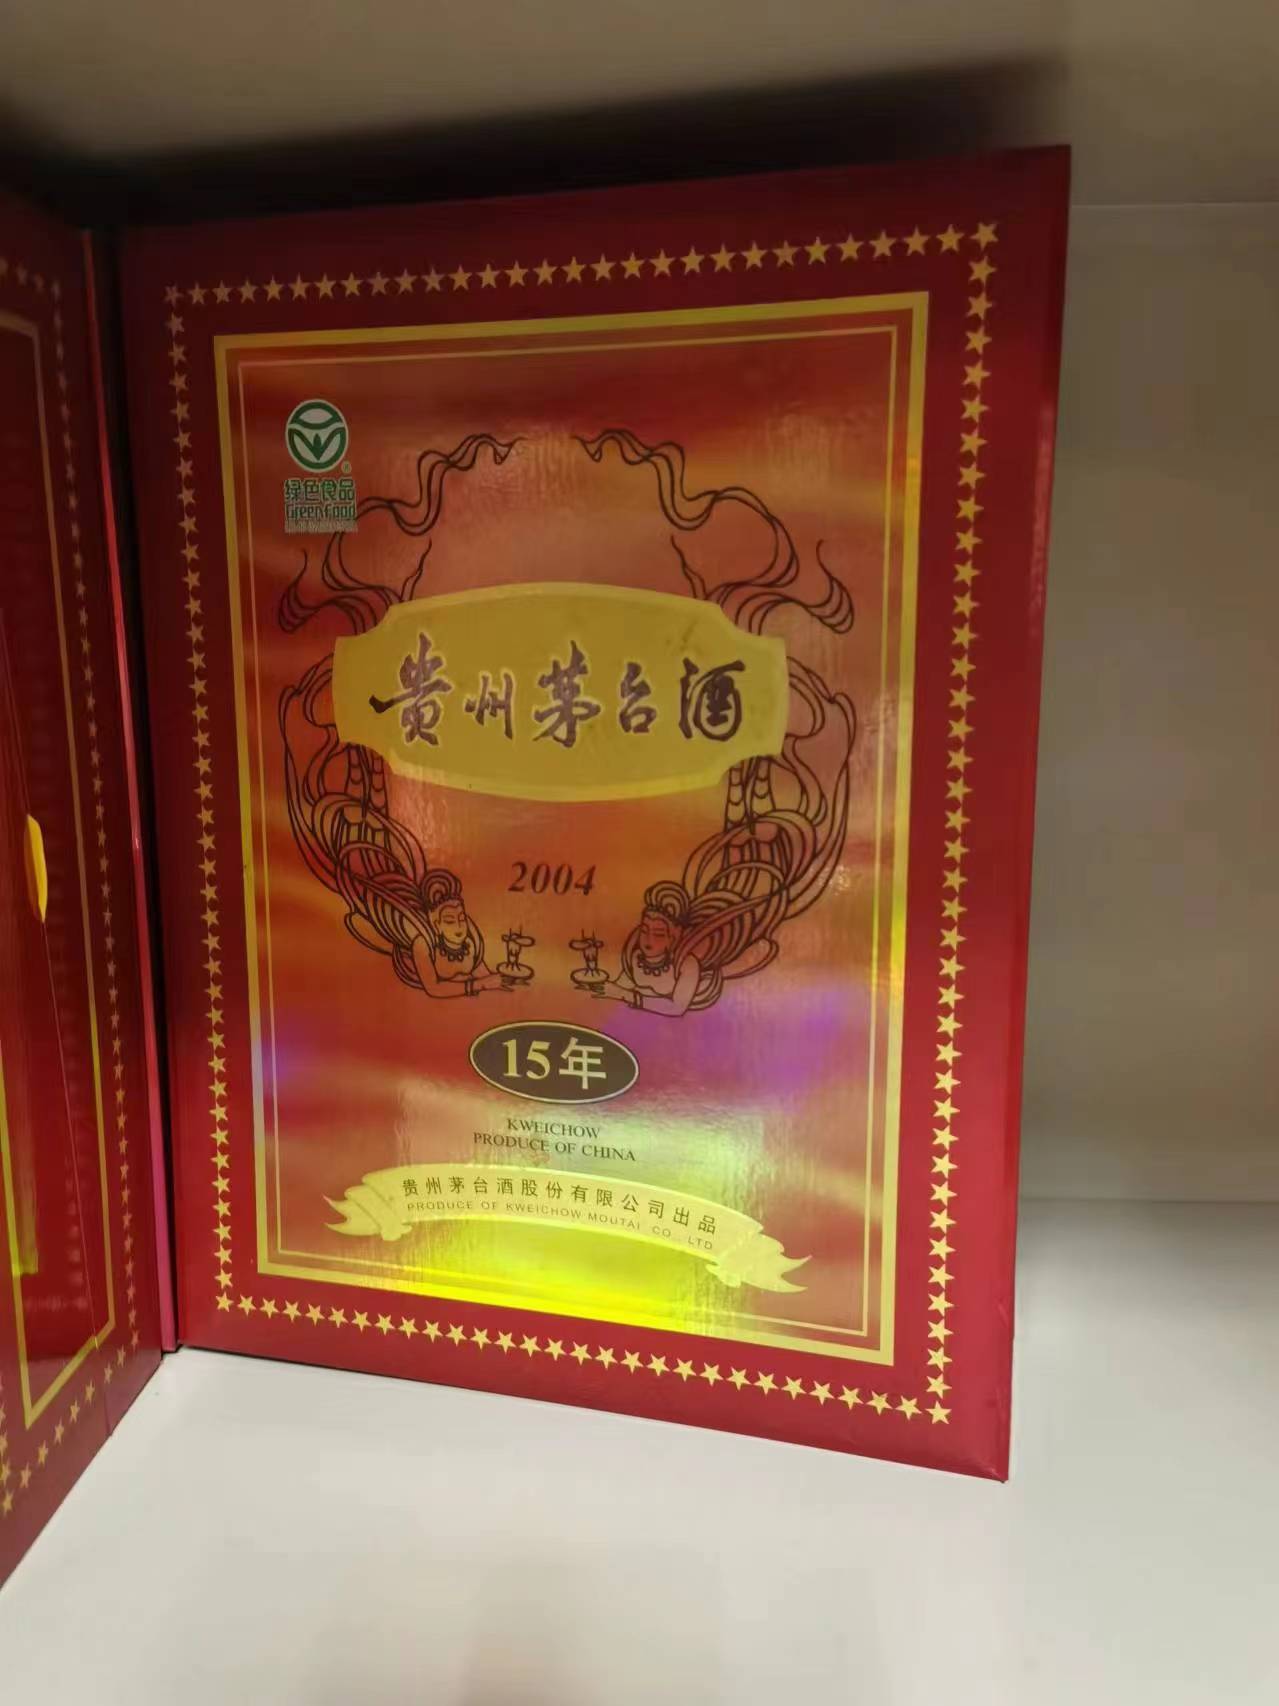 绿色食品
Green Food
贵州茅台酒
2004
15年
KWEICHOW
PRODUCE OF CHINA
贵州茅台酒股份有限公司出品
PRODUCE OF KWEICHOW MOUTAI CO., LTD